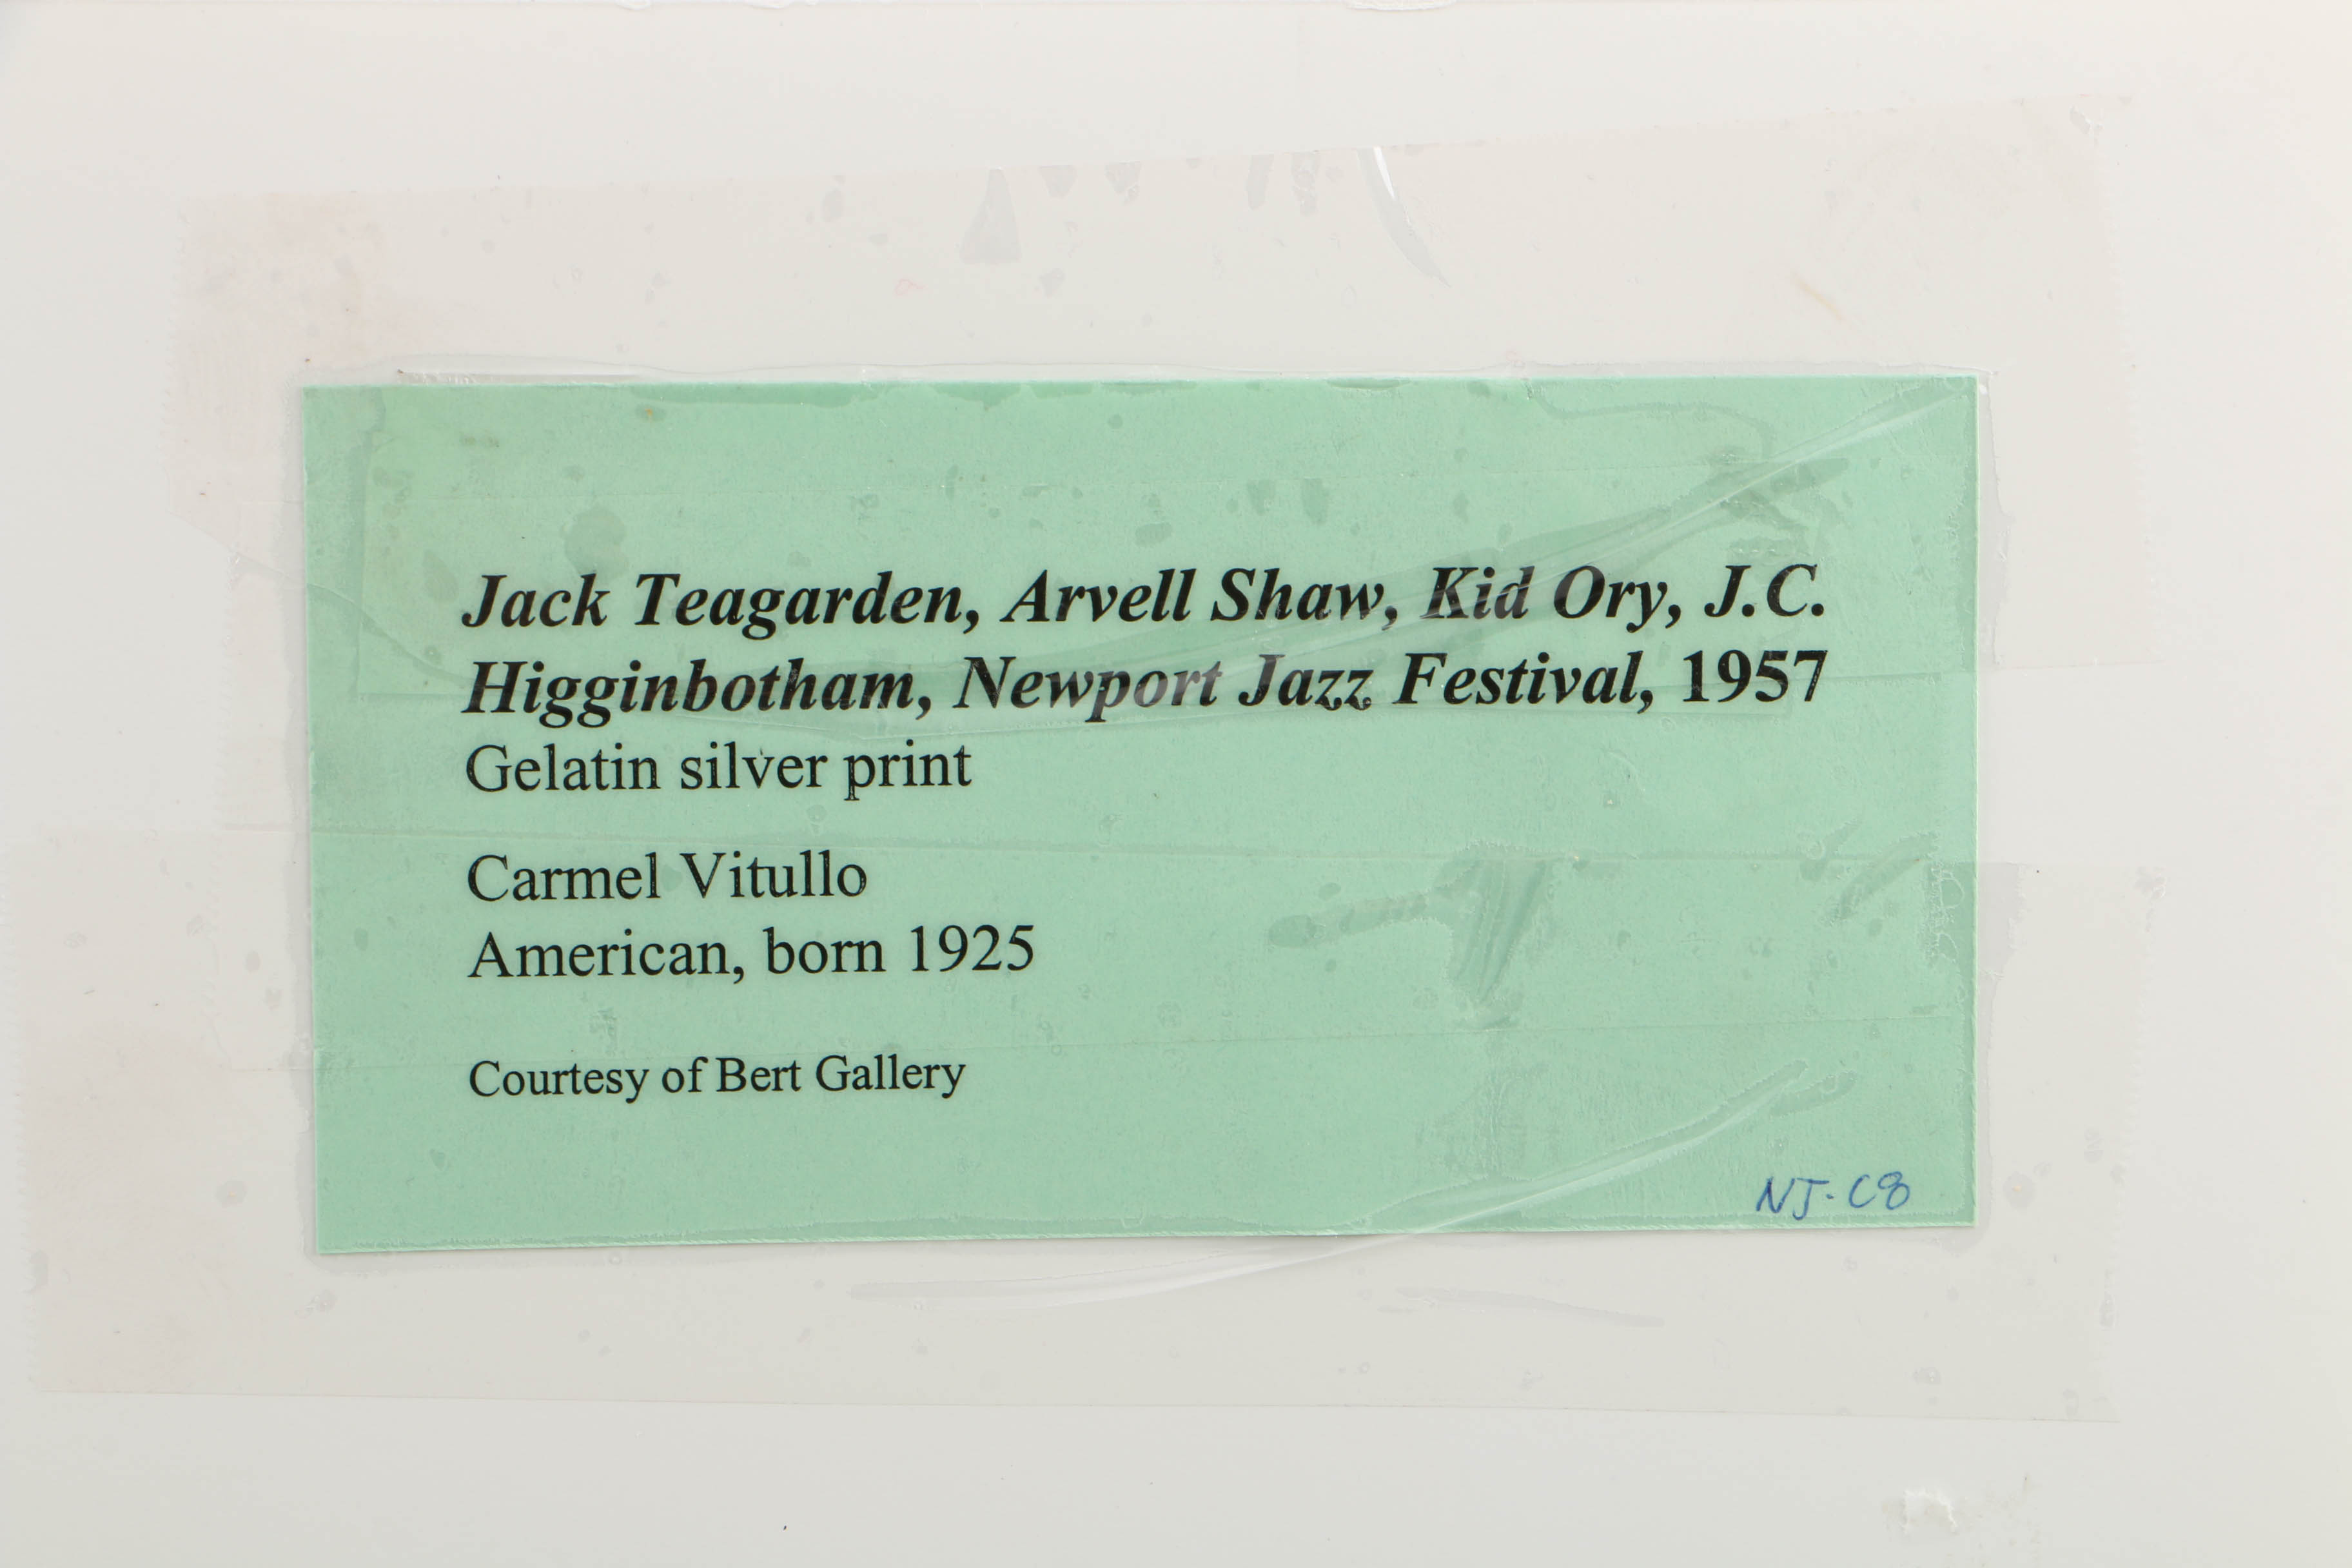 Jack Teagarden, Arvell Shaw, Kid Ory, J.C.
Higginbotham, Newport Jazz Festival, 1957
Gelatin silver print
Carmel Vitullo
American, born 1925
Courtesy of Bert Gallery
NJ-C8